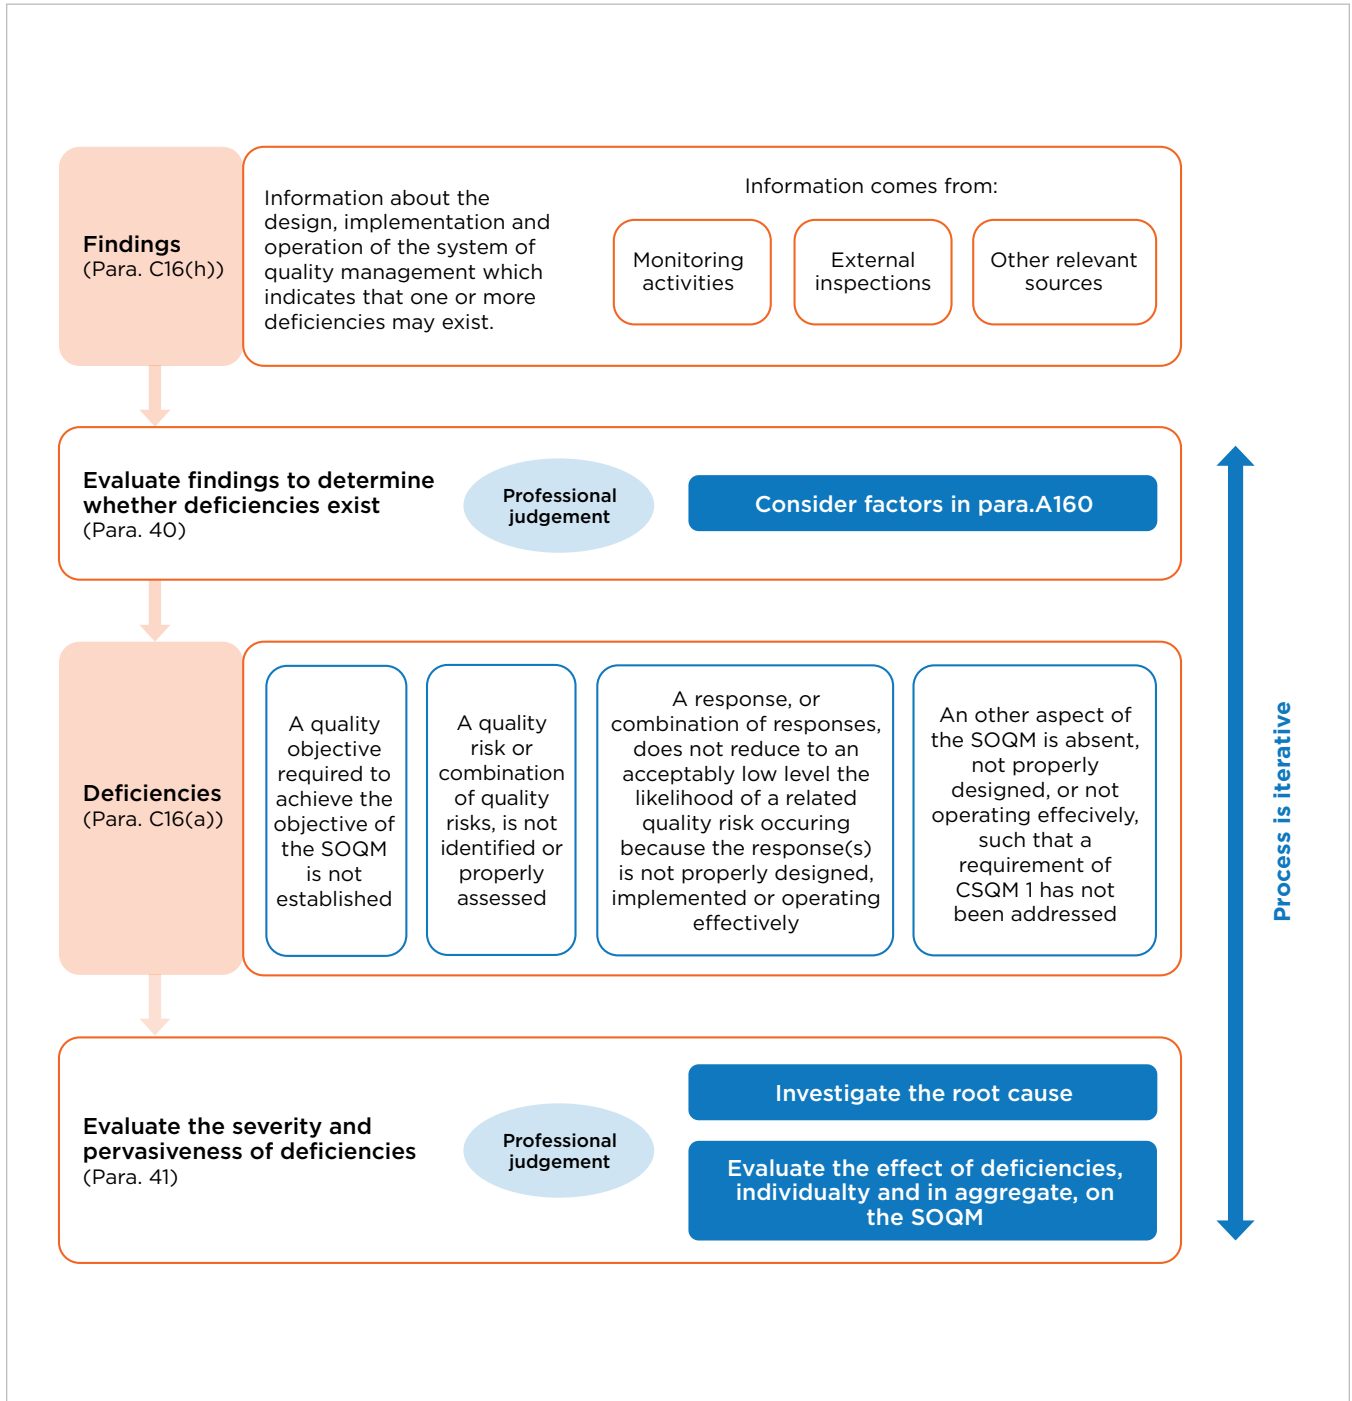 Findings
(Para. C16(h))
Information about the
design, implementation and
operation of the system of
quality management which
indicates that one or more
deficiencies may exist.
Information comes from:
Monitoring
activities
External
inspections
Other relevant
sources
Evaluate findings to determine
whether deficiencies exist
(Para. 40)
Professional
judgement
Consider factors in para.A160
Deficiencies
(Para. C16(a))
A quality
objective
required to
achieve the
objective of
the SOQM
is not
established
A quality
risk or
combination
of quality
risks, is not
identified or
properly
assessed
A response, or
combination of responses,
does not reduce to an
acceptably low level the
likelihood of a related
quality risk occuring
because the response(s)
is not properly designed,
implemented or operating
effectively
An other aspect of
the SOQM is absent,
not properly
designed, or not
operating effecively,
such that a
requirement of
CSQM 1 has not
been addressed
Evaluate the severity and
pervasiveness of deficiencies
(Para. 41)
Professional
judgement
Investigate the root cause
Evaluate the effect of deficiencies,
individualty and in aggregate, on
the SOQM
Process is iterative